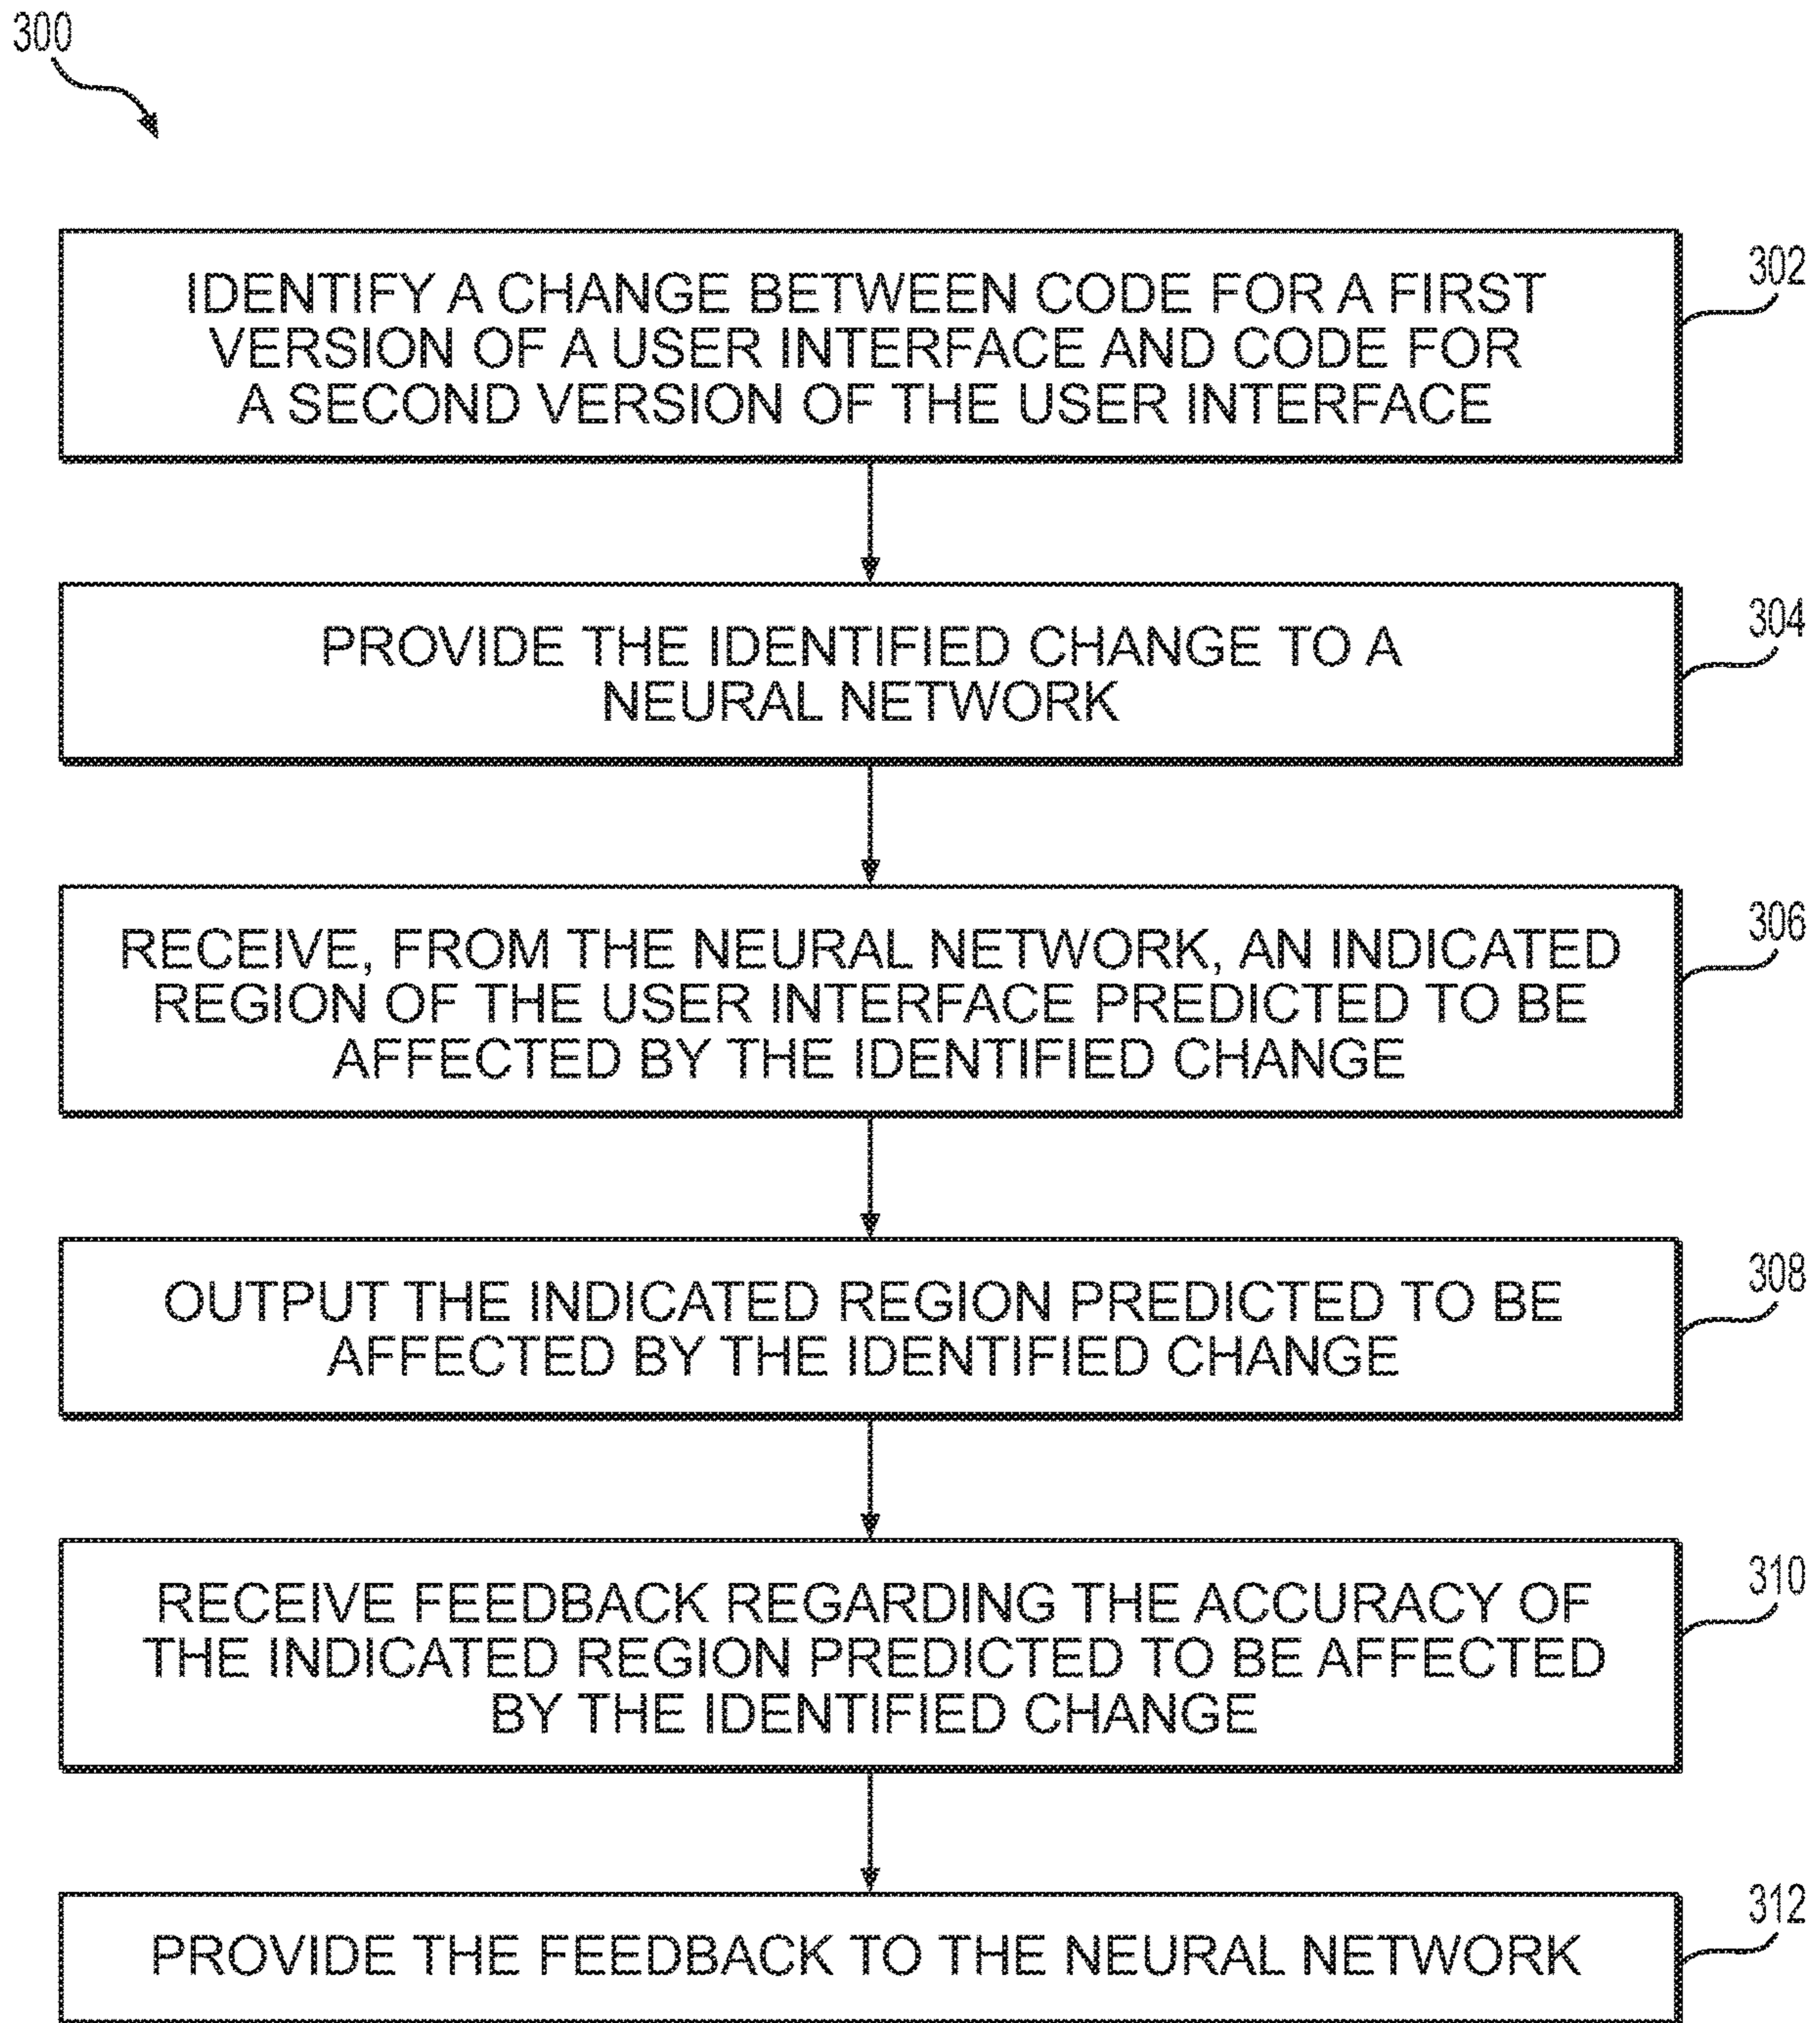 300
IDENTIFY A CHANGE BETWEEN CODE FOR A FIRST
VERSION OF A USER INTERFACE AND CODE FOR
A SECOND VERSION OF THE USER INTERFACE
302
PROVIDE THE IDENTIFIED CHANGE TO A
NEURAL NETWORK
304
RECEIVE, FROM THE NEURAL NETWORK, AN INDICATED
REGION OF THE USER INTERFACE PREDICTED TO BE
AFFECTED BY THE IDENTIFIED CHANGE
306
OUTPUT THE INDICATED REGION PREDICTED TO BE
AFFECTED BY THE IDENTIFIED CHANGE
308
RECEIVE FEEDBACK REGARDING THE ACCURACY OF
THE INDICATED REGION PREDICTED TO BE AFFECTED
BY THE IDENTIFIED CHANGE
310
PROVIDE THE FEEDBACK TO THE NEURAL NETWORK
312